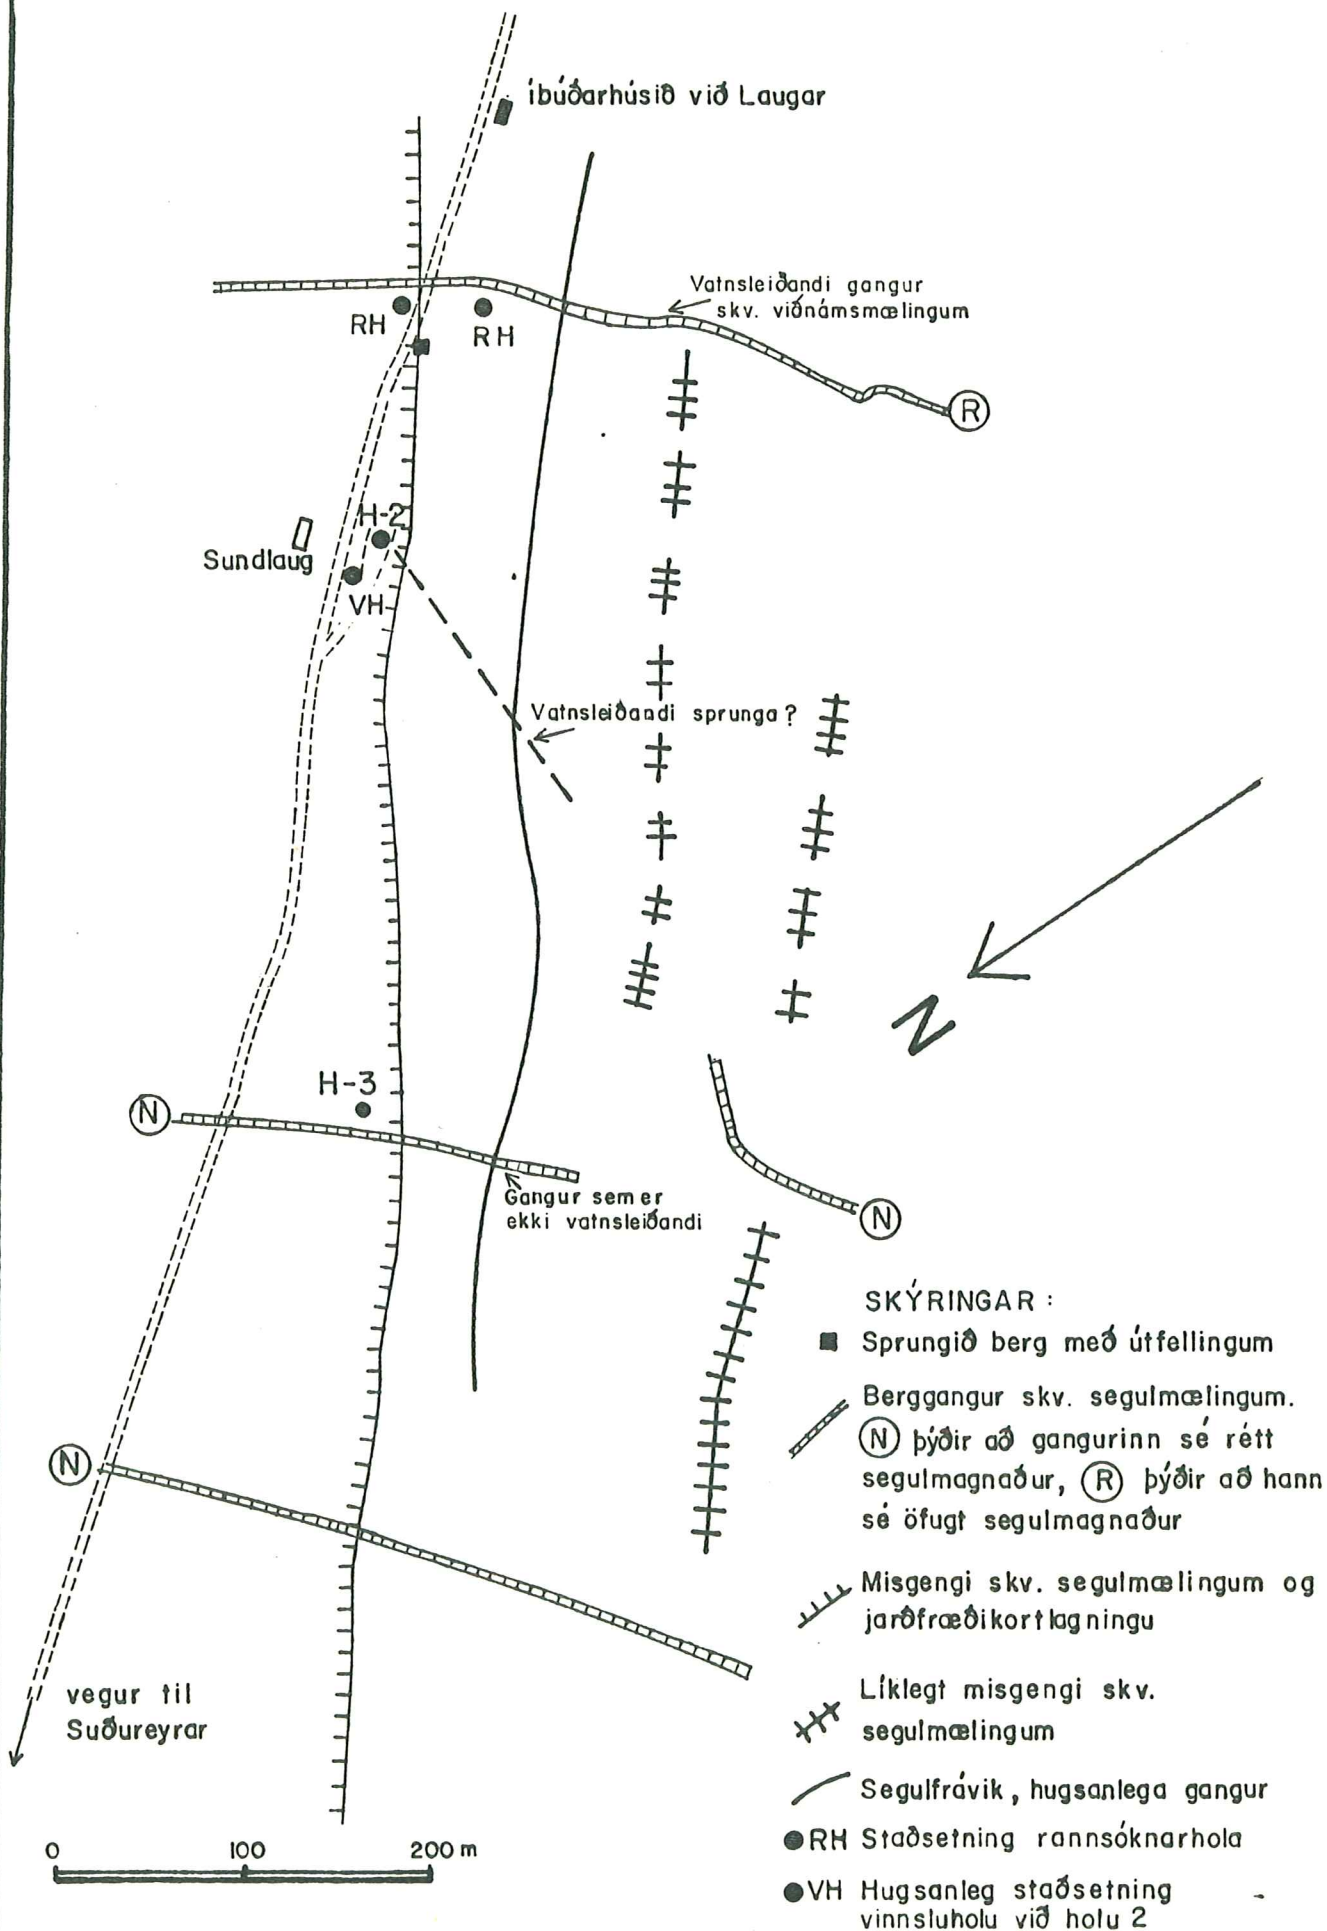 íbúðarhúsið við Laugar
Vatnsleiðandi gangur
skv. viðnámsmælingum
RH
RH
R
H-2
Sundlaug
VH
Vatnsleiðandi sprunga?
N
H-3
N
Gangur sem er
ekki vatnsleiðandi
N
N
vegur til
Suðureyrar
0 100 200 m
SKÝRINGAR:
Sprungið berg með útfellingum
Berggangur skv. segulmælingum.
N þýðir að gangurinn sé rétt
segulmagnaður, R þýðir að hann
sé öfugt segulmagnaður
Misgengi skv. segulmælingum og
jarðfræðikortlagningu
Líklegt misgengi skv.
segulmælingum
Segulfrávik, hugsanlega gangur
RH Staðsetning rannsóknarhola
VH Hugsanleg staðsetning
vinnsluholu við holu 2